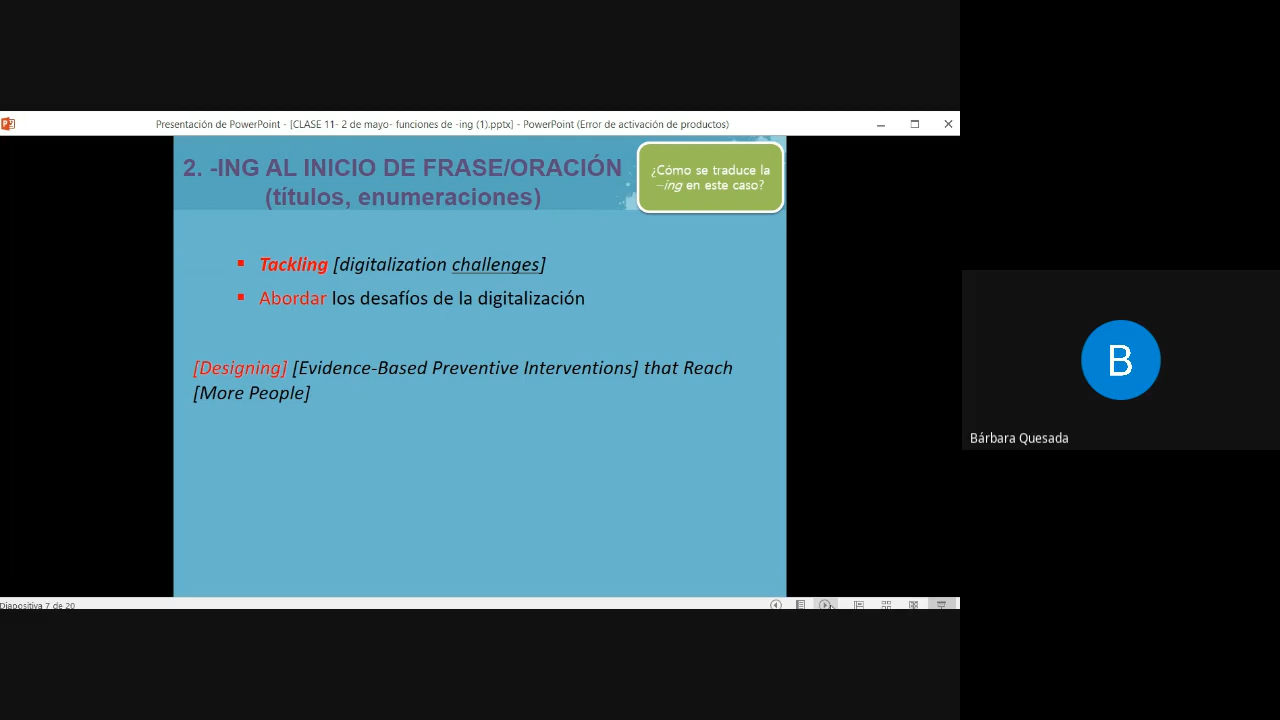 Presentación de PowerPoint - [CLASE 11- 2 de mayo- funciones de -ing (1).pptx] - PowerPoint (Error de activación de productos)
2. -ING AL INICIO DE FRASE/ORACIÓN
(títulos, enumeraciones)
¿Cómo se traduce la
–ing en este caso?
Tackling [digitalization challenges]
Abordar los desafíos de la digitalización
[Designing] [Evidence-Based Preventive Interventions] that Reach
[More People]
B
Bárbara Quesada
Diapositiva 7 de 20